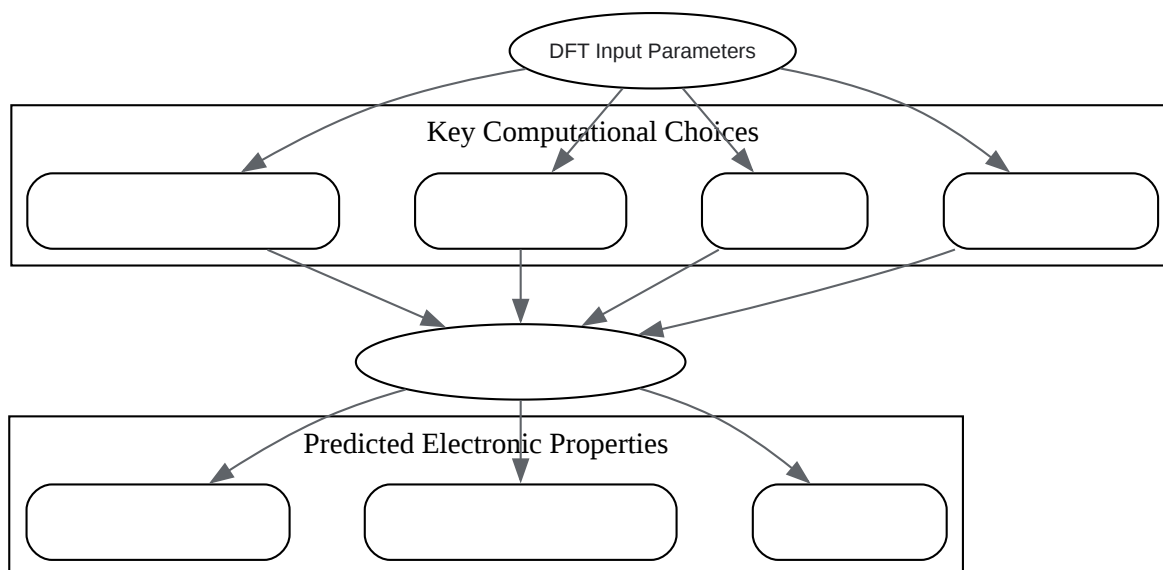 DFT Input Parameters
Key Computational Choices
Predicted Electronic Properties